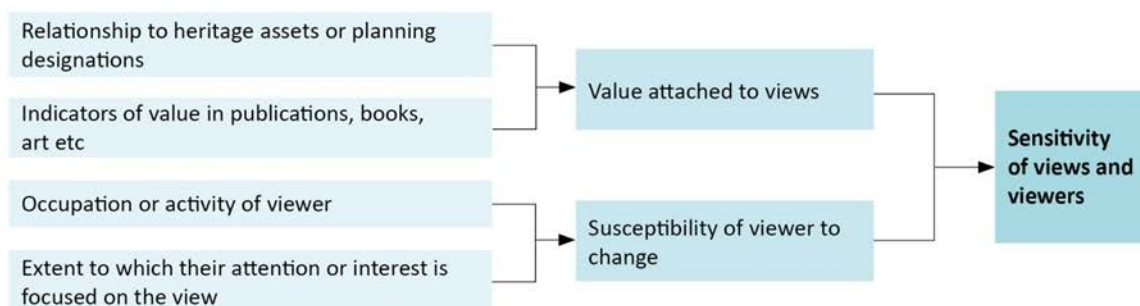 Relationship to heritage assets or planning
designations
Indicators of value in publications, books,
art etc
Occupation or activity of viewer
Extent to which their attention or interest is
focused on the view
Value attached to views
Susceptibility of viewer to
change
Sensitivity
of views and
viewers